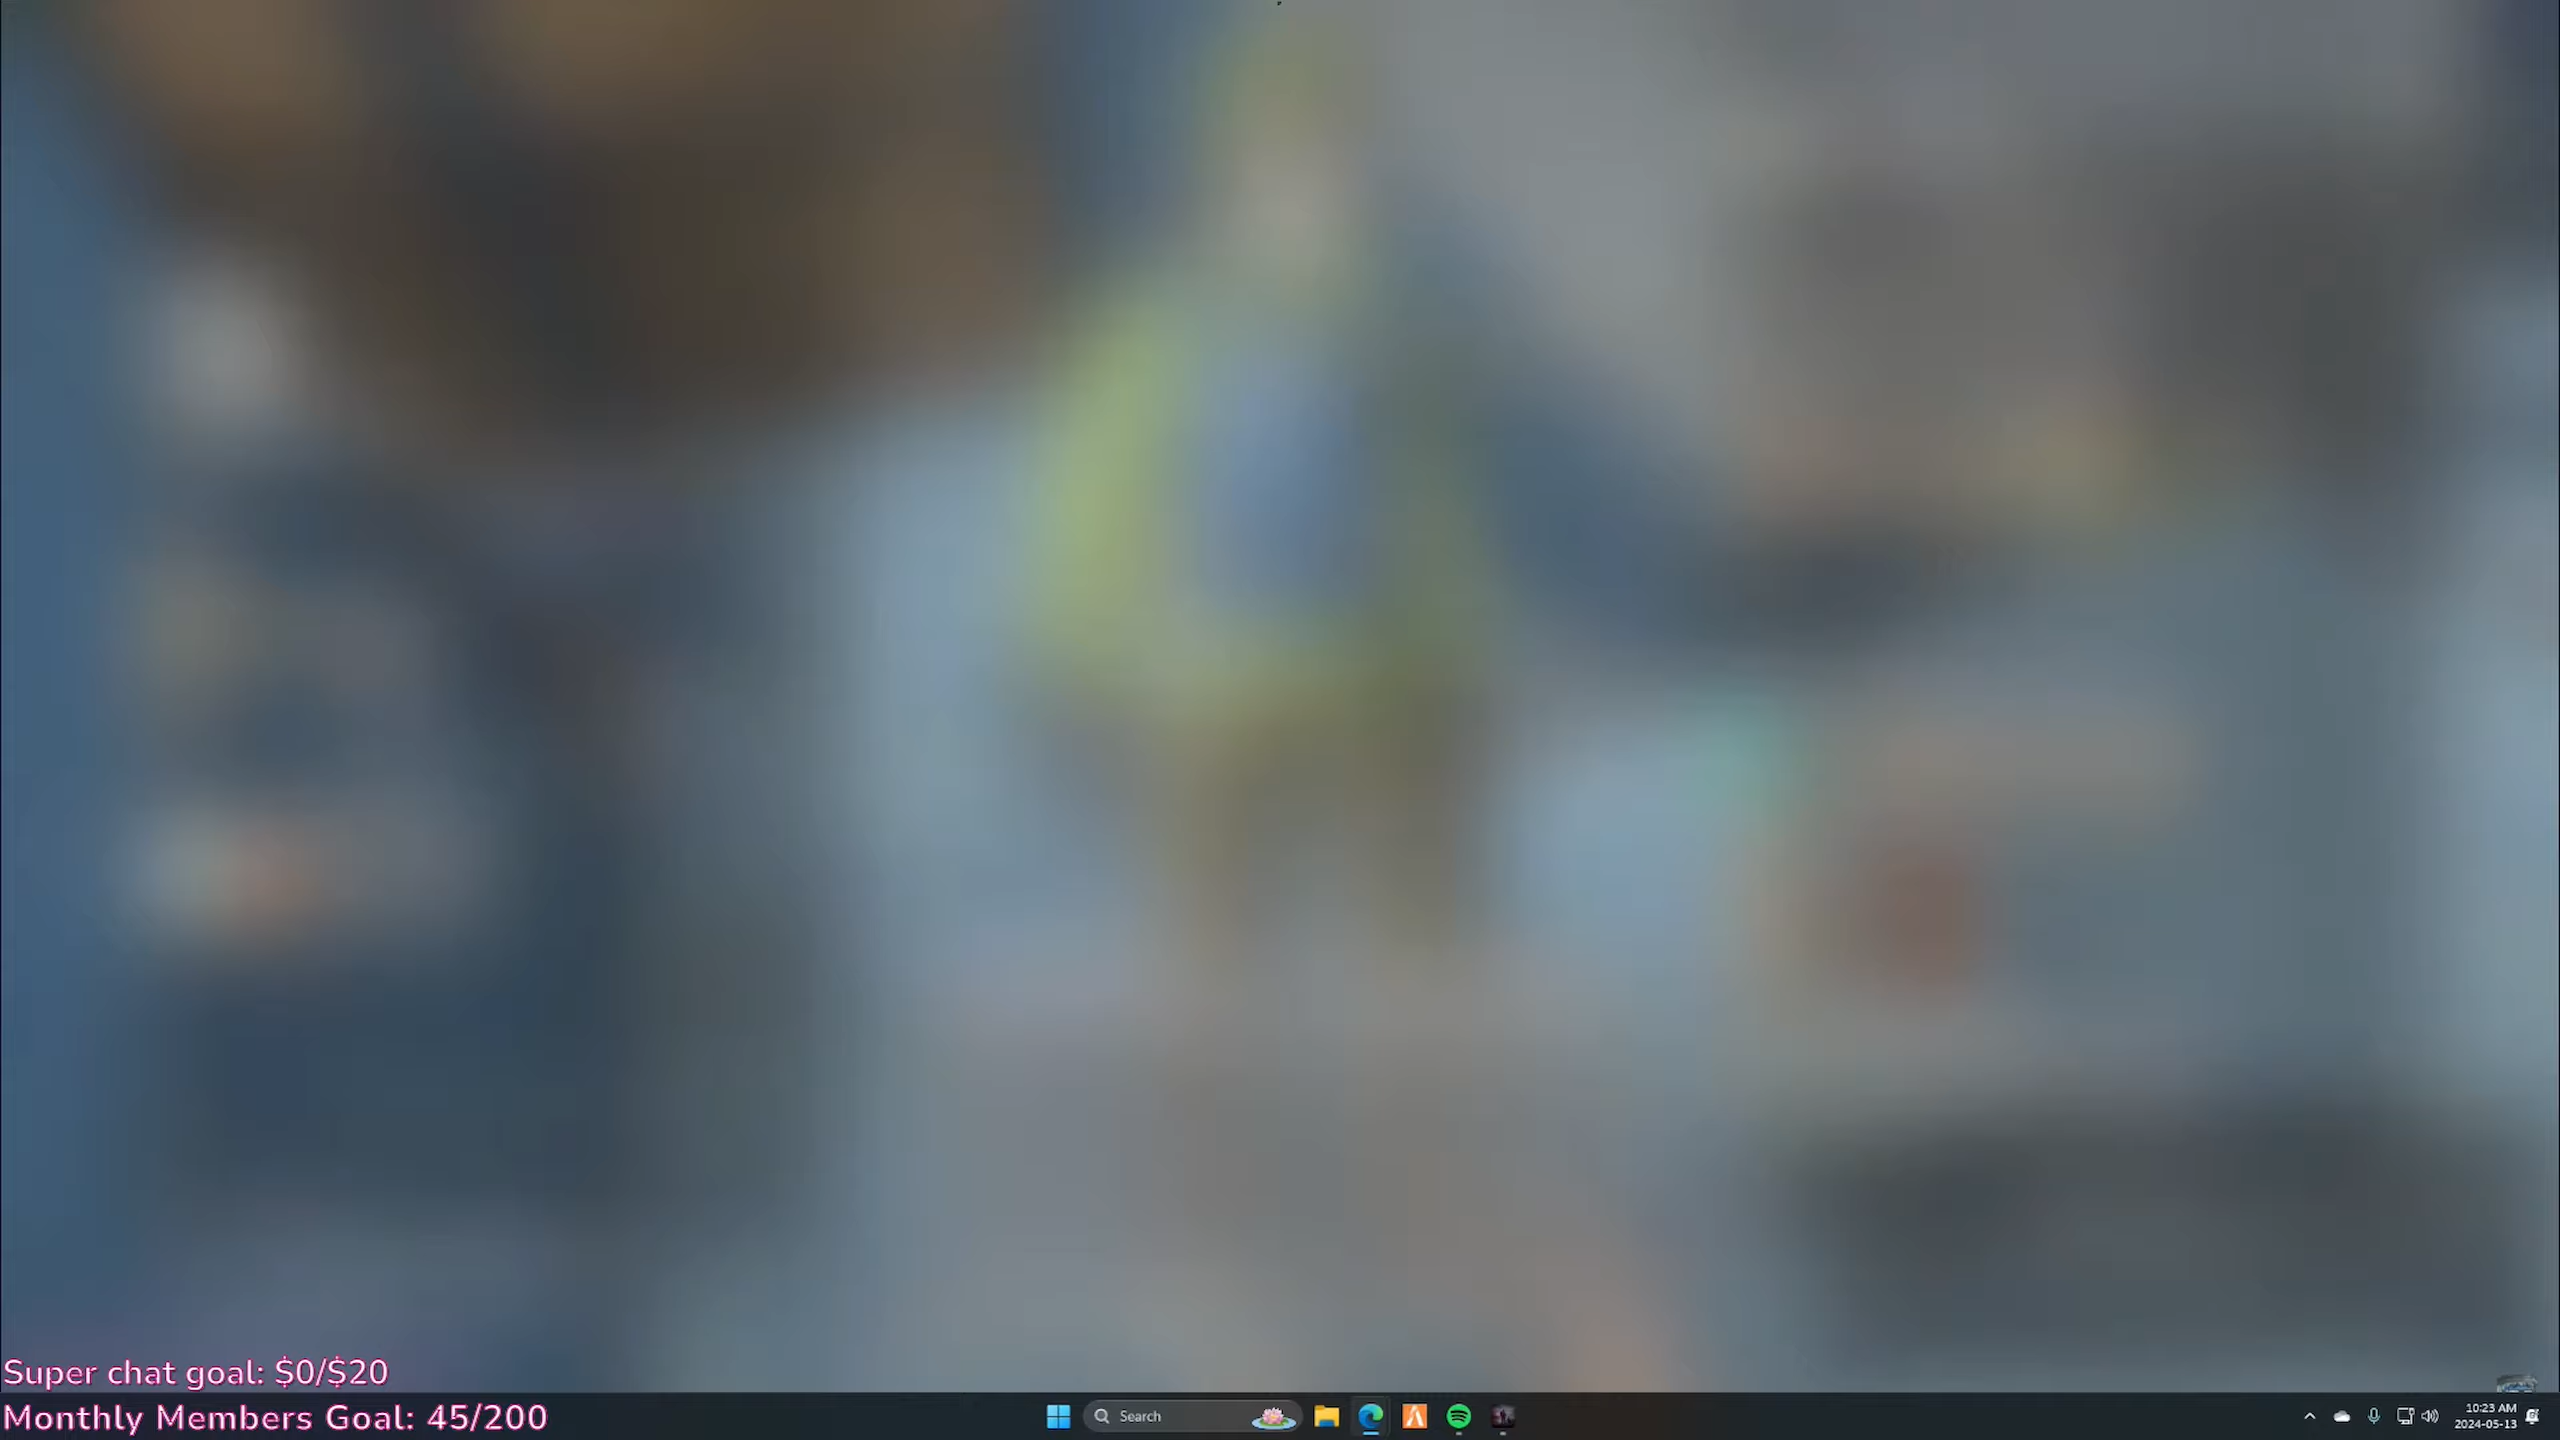 Super chat goal: $0/$20
Monthly Members Goal: 45/200
Search
10:23 AM
2024-05-13